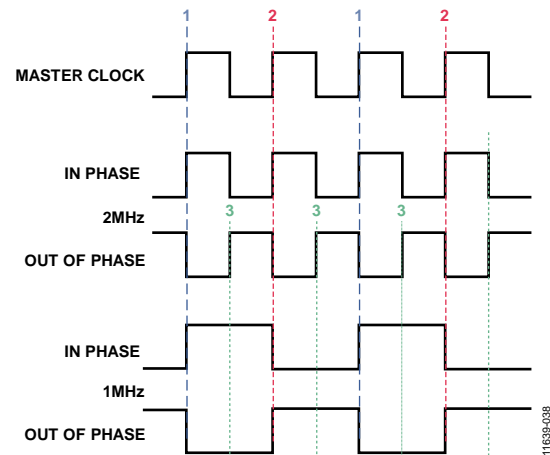 1 2 1 2
MASTER CLOCK
IN PHASE
2MHz
3 3 3
OUT OF PHASE
IN PHASE
1MHz
OUT OF PHASE
11639-038